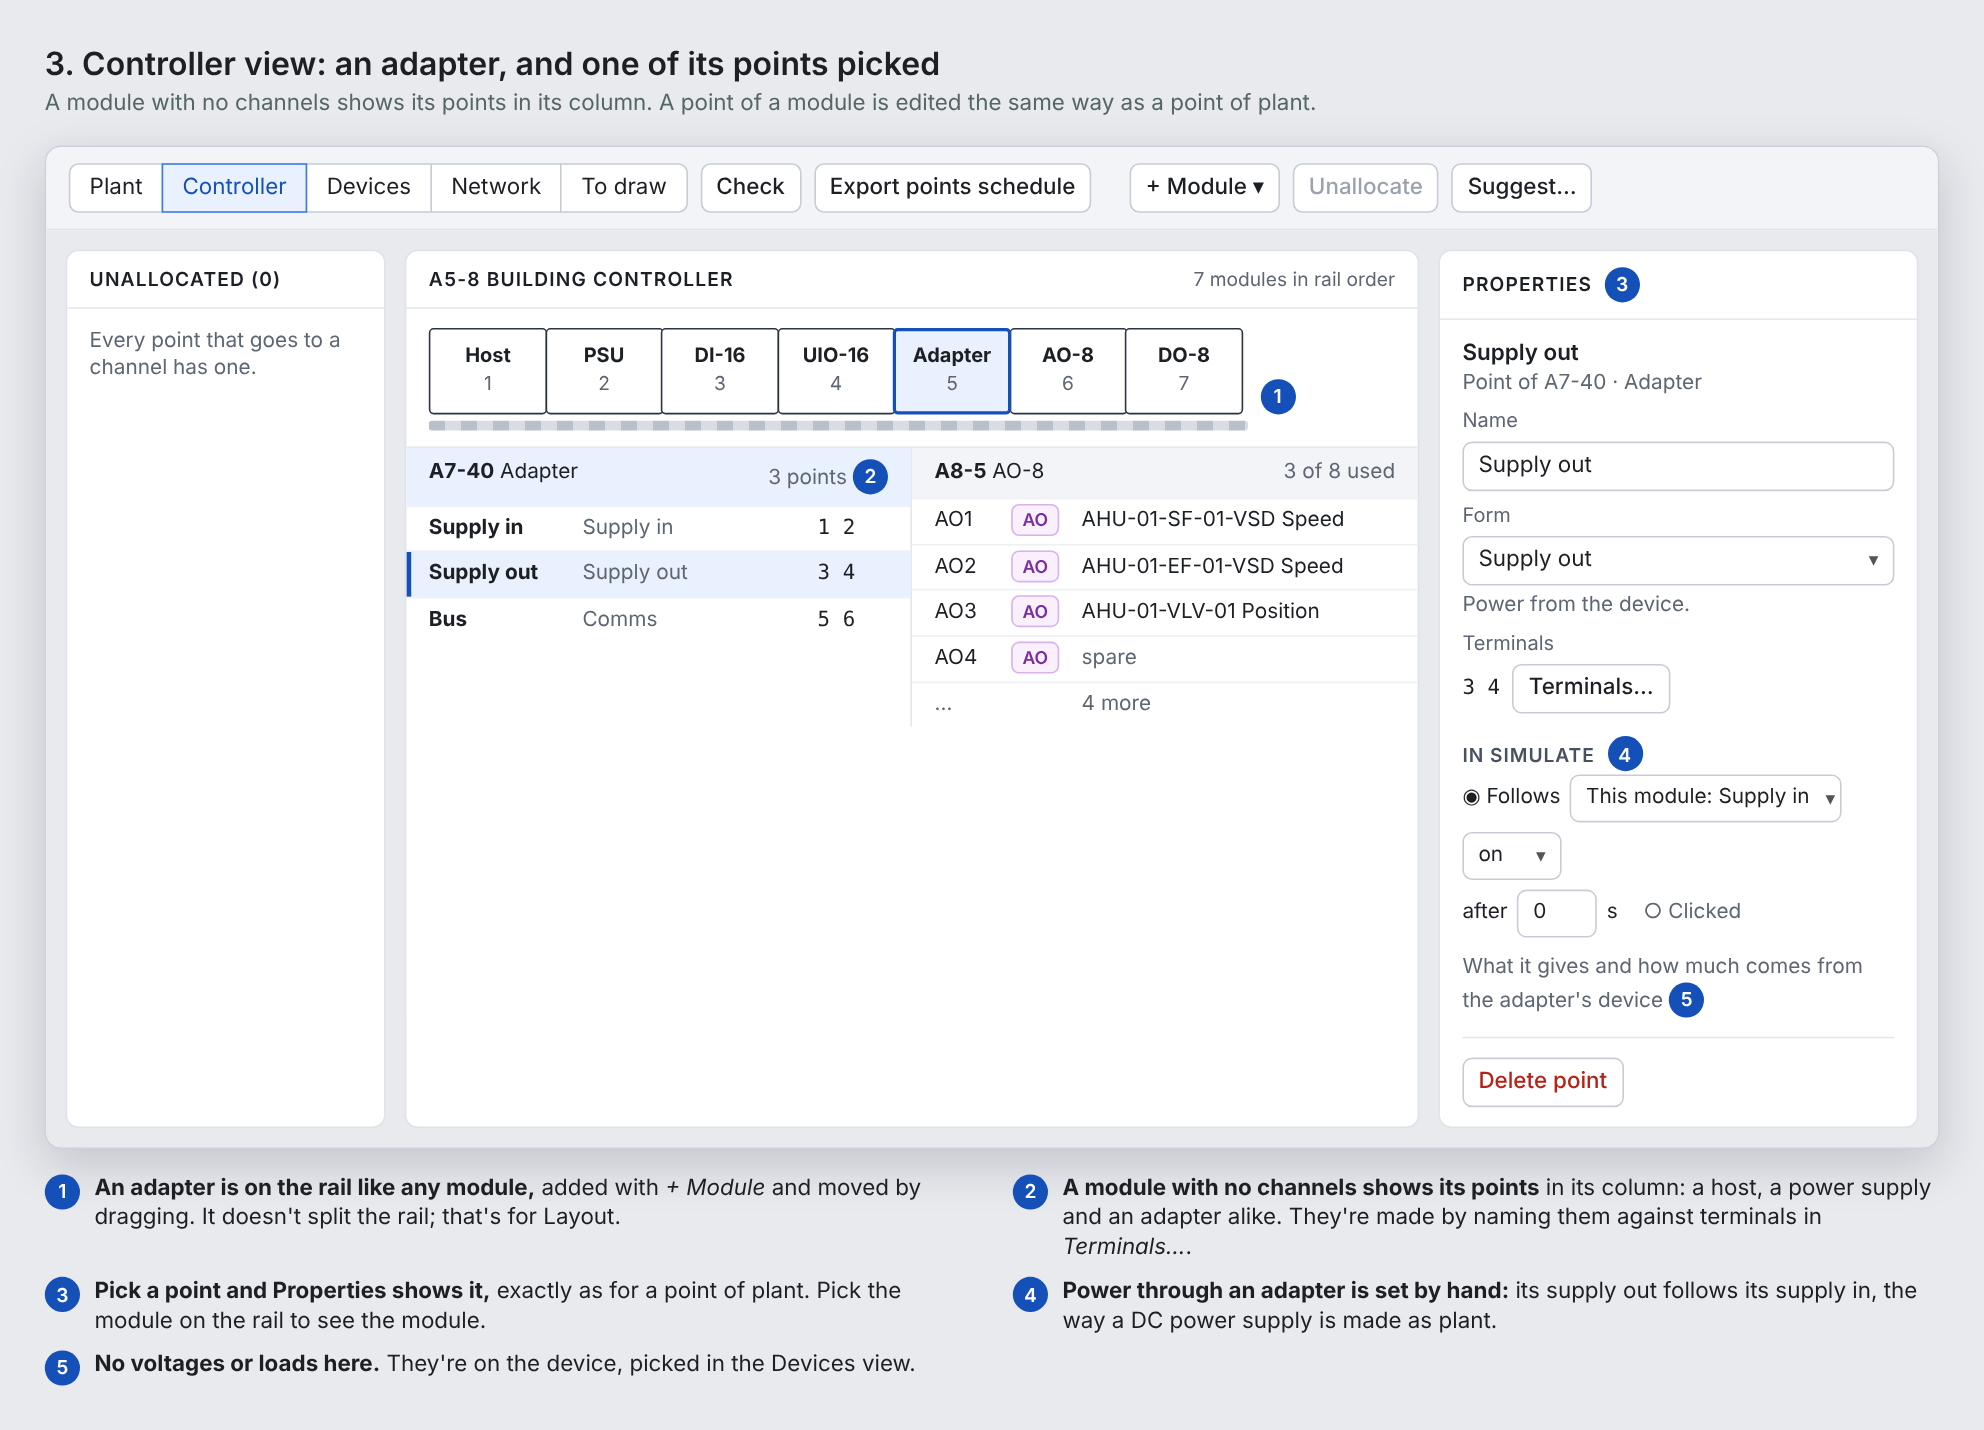 3. Controller view: an adapter, and one of its points picked
A module with no channels shows its points in its column. A point of a module is edited the same way as a point of plant.
Plant Controller Devices Network To draw Check Export points schedule + Module ▾ Unallocate Suggest...
UNALLOCATED (0)
Every point that goes to a
channel has one.
A5-8 BUILDING CONTROLLER 7 modules in rail order
Host PSU DI-16 UIO-16 Adapter AO-8 DO-8
1 2 3 4 5 6 7
1
A7-40 Adapter 3 points 2
Supply in Supply in 1 2
Supply out Supply out 3 4
Bus Comms 5 6
A8-5 AO-8 3 of 8 used
AO1 AO AHU-01-SF-01-VSD Speed
AO2 AO AHU-01-EF-01-VSD Speed
AO3 AO AHU-01-VLV-01 Position
AO4 AO spare
... 4 more
PROPERTIES 3
Supply out
Point of A7-40 · Adapter
Name
Supply out
Form
Supply out ▾
Power from the device.
Terminals
3 4 Terminals...
IN SIMULATE 4
◉ Follows This module: Supply in ▾
on ▾
after 0 s ○ Clicked
What it gives and how much comes from
the adapter's device 5
Delete point
1 An adapter is on the rail like any module, added with + Module and moved by
dragging. It doesn't split the rail; that's for Layout.
2 A module with no channels shows its points in its column: a host, a power supply
and an adapter alike. They're made by naming them against terminals in
Terminals....
3 Pick a point and Properties shows it, exactly as for a point of plant. Pick the
module on the rail to see the module.
4 Power through an adapter is set by hand: its supply out follows its supply in, the
way a DC power supply is made as plant.
5 No voltages or loads here. They're on the device, picked in the Devices view.